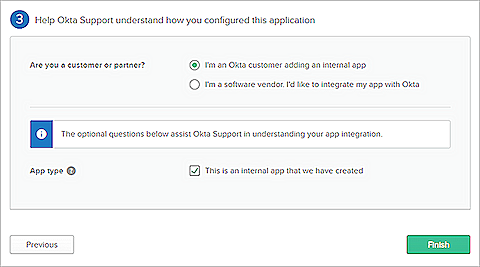 3 Help Okta Support understand how you configured this application
Are you a customer or partner?
I'm an Okta customer adding an internal app
I'm a software vendor. I'd like to integrate my app with Okta
The optional questions below assist Okta Support in understanding your app integration.
App type ?
This is an internal app that we have created
Previous
Finish